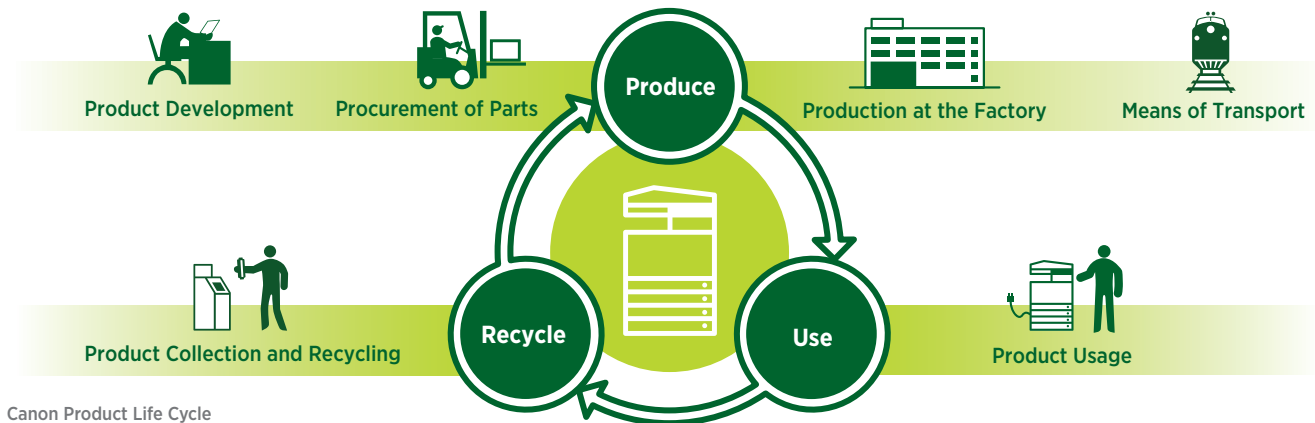 Produce
Product Development
Procurement of Parts
Production at the Factory
Means of Transport
Recycle
Use
Product Collection and Recycling
Product Usage
Canon Product Life Cycle